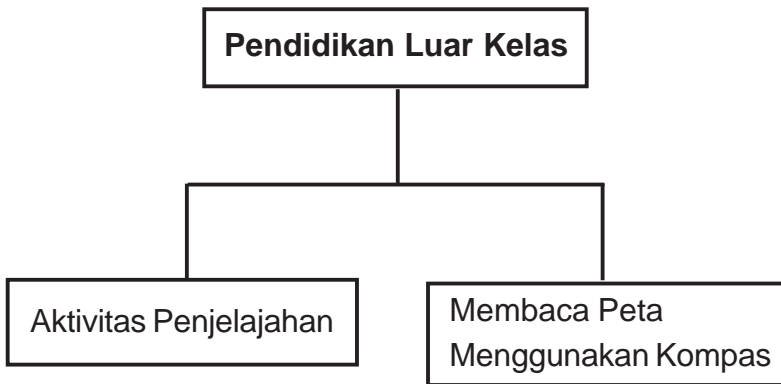 Pendidikan Luar Kelas
Aktivitas Penjelajahan
Membaca Peta
Menggunakan Kompas